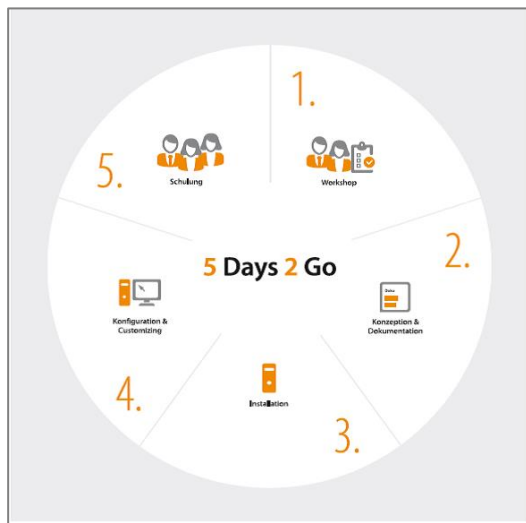 5 Days 2 Go
1.
Workshop
2.
Konzeption &
Dokumentation
3.
Installation
4.
Konfiguration &
Customizing
5.
Schulung